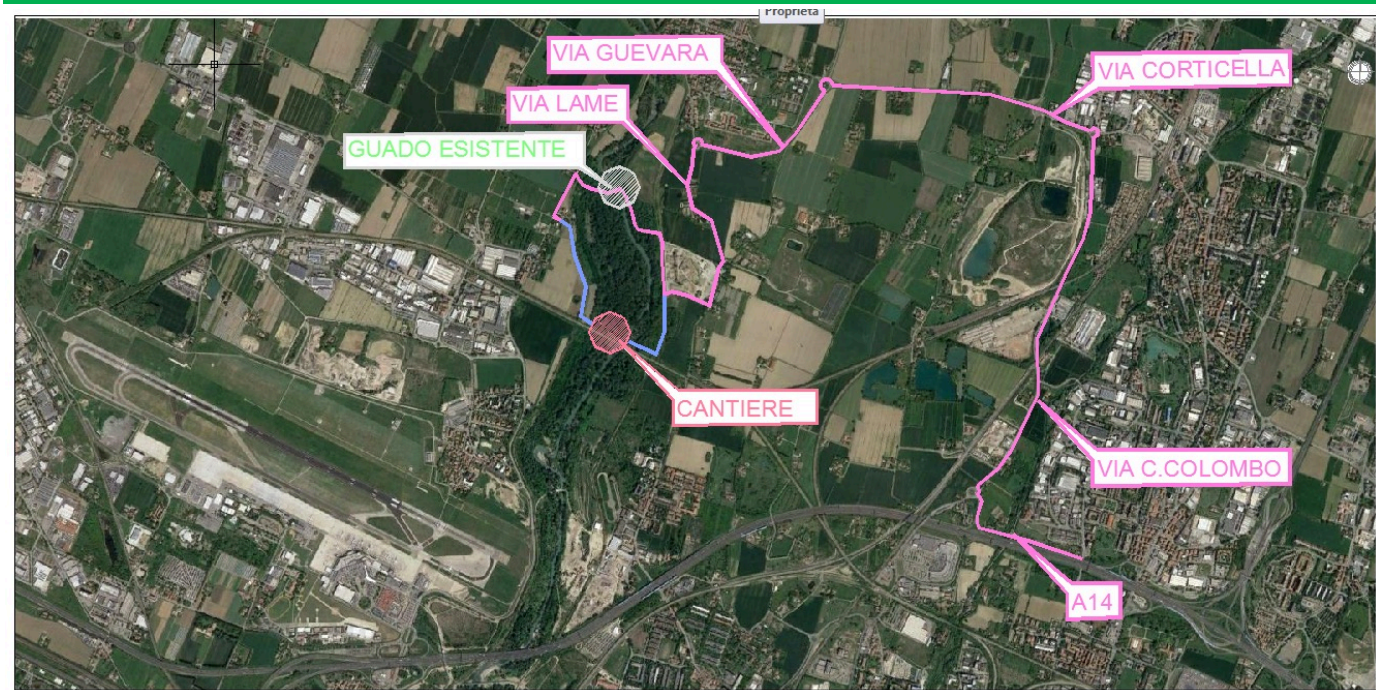 Proprietà
VIA GUEVARA
VIA CORTICELLA
VIA LAME
GUADO ESISTENTE
CANTIERE
VIA C.COLOMBO
A14